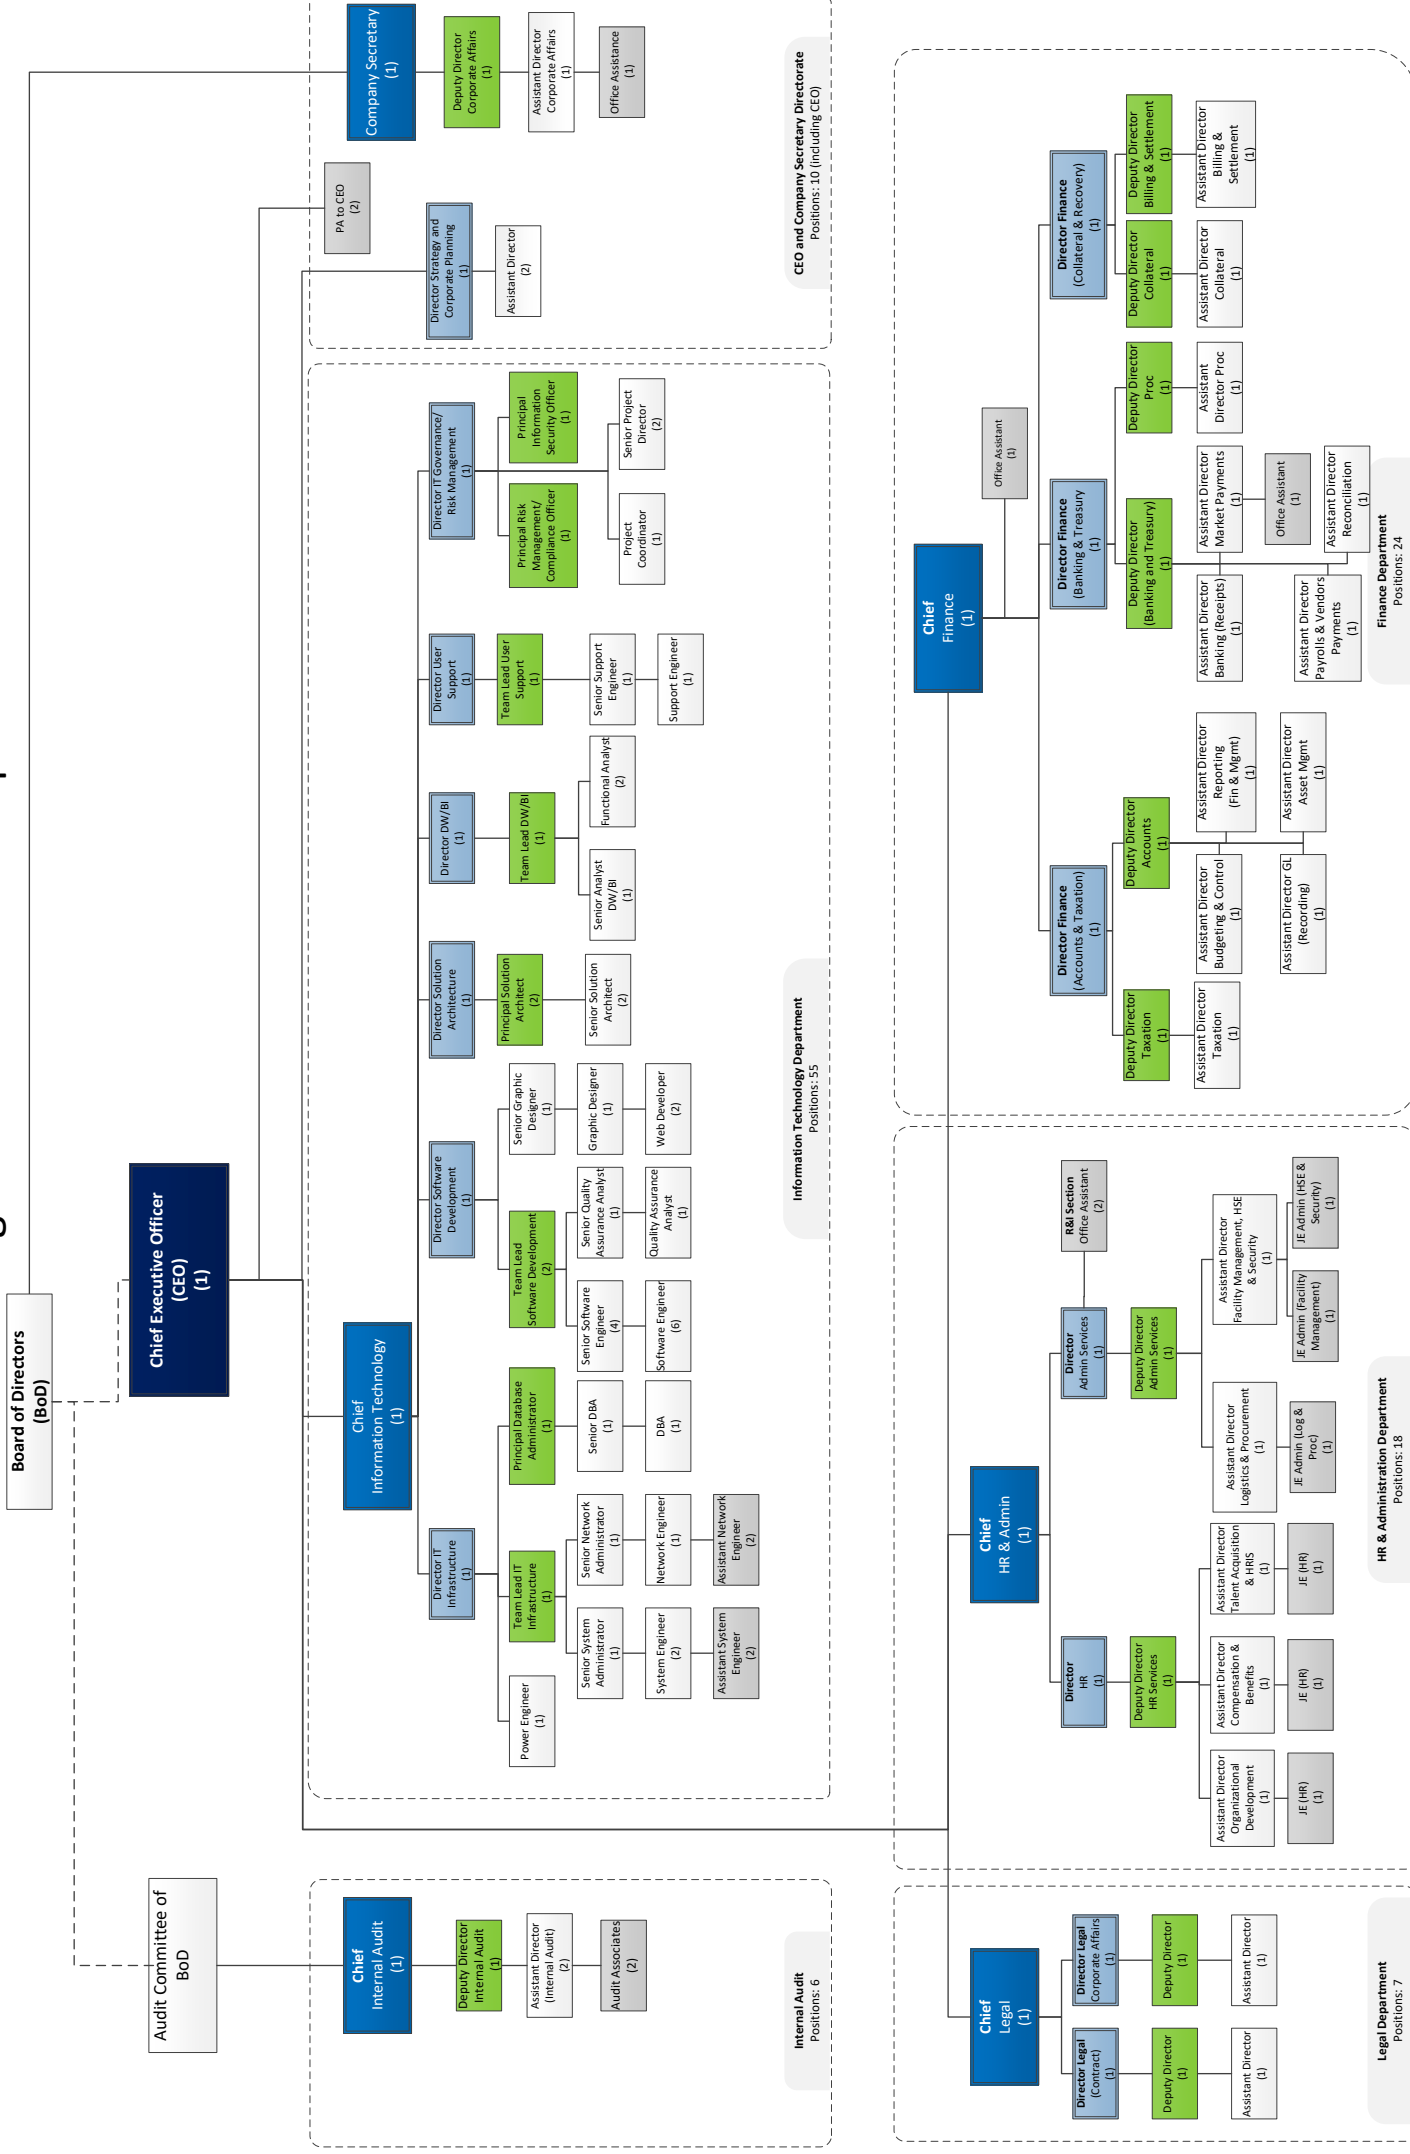 Board of Directors
(BoD)
Chief Executive Officer
(CEO)
(1)
Audit Committee of
BoD
Chief
Internal Audit
(1)
Deputy Director
Internal Audit
(1)
Assistant Director
(Internal Audit)
(2)
Audit Associates
(2)
Internal Audit
Positions: 6
Chief
Information Technology
(1)
Director IT
Infrastructure
(1)
Power Engineer
(1)
Team Lead IT
Infrastructure
(1)
Senior System
Administrator
(1)
System Engineer
(2)
Assistant System
Engineer
(2)
Senior Network
Administrator
(1)
Network Engineer
(1)
Assistant Network
Engineer
(2)
Principal Database
Administrator
(1)
Senior DBA
(1)
DBA
(1)
Director Software
Development
(1)
Team Lead
Software Development
(2)
Senior Software
Engineer
(4)
Software Engineer
(6)
Senior Quality
Assurance Analyst
(1)
Quality Assurance
Analyst
(1)
Senior Graphic
Designer
(1)
Graphic Designer
(1)
Web Developer
(2)
Director Solution
Architecture
(1)
Principal Solution
Architect
(2)
Senior Solution
Architect
(2)
Director DW/BI
(1)
Team Lead DW/BI
(1)
Senior Analyst
DW/BI
(1)
Functional Analyst
(2)
Director User
Support
(1)
Team Lead User
Support
(1)
Senior Support
Engineer
(1)
Support Engineer
(1)
Director IT Governance/
Risk Management
(1)
Principal Risk
Management/
Compliance Officer
(1)
Principal
Information
Security Officer
(1)
Project
Coordinator
(1)
Senior Project
Director
(2)
Information Technology Department
Positions: 55
PA to CEO
(2)
Director Strategy and
Corporate Planning
(1)
Assistant Director
(2)
Company Secretary
(1)
Deputy Director
Corporate Affairs
(1)
Assistant Director
Corporate Affairs
(1)
Office Assistance
(1)
CEO and Company Secretary Directorate
Positions: 10 (including CEO)
Chief
Legal
(1)
Director Legal
(Contract)
(1)
Deputy Director
(1)
Assistant Director
(1)
Director Legal
Corporate Affairs
(1)
Deputy Director
(1)
Assistant Director
(1)
Legal Department
Positions: 7
Chief
HR & Admin
(1)
Director
HR
(1)
Deputy Director
HR Services
(1)
Assistant Director
Organizational
Development
(1)
JE (HR)
(1)
Assistant Director
Compensation &
Benefits
(1)
JE (HR)
(1)
Assistant Director
Talent Acquisition
& HRIS
(1)
JE (HR)
(1)
Director
Admin Services
(1)
R&I Section
Office Assistant
(2)
Deputy Director
Admin Services
(1)
Assistant Director
Logistics & Procurement
(1)
JE Admin (Log &
Proc)
(1)
Assistant Director
Facility Management, HSE
& Security
(1)
JE Admin (Facility
Management)
(1)
JE Admin (HSE &
Security)
(1)
HR & Administration Department
Positions: 18
Chief
Finance
(1)
Office Assistant
(1)
Director Finance
(Accounts & Taxation)
(1)
Deputy Director
Taxation
(1)
Assistant Director
Taxation
(1)
Deputy Director
Accounts
(1)
Assistant Director
Budgeting & Control
(1)
Assistant Director
Reporting
(Fin & Mgmt)
(1)
Assistant Director GL
(Recording)
(1)
Assistant Director
Asset Mgmt
(1)
Director Finance
(Banking & Treasury)
(1)
Deputy Director
(Banking and Treasury)
(1)
Assistant Director
Banking (Receipts)
(1)
Assistant Director
Market Payments
(1)
Office Assistant
(1)
Assistant Director
Payrolls & Vendors
Payments
(1)
Assistant Director
Reconciliation
(1)
Deputy Director
Proc
(1)
Assistant
Director Proc
(1)
Director Finance
(Collateral & Recovery)
(1)
Deputy Director
Collateral
(1)
Assistant Director
Collateral
(1)
Deputy Director
Billing & Settlement
(1)
Assistant Director
Billing &
Settlement
(1)
Finance Department
Positions: 24